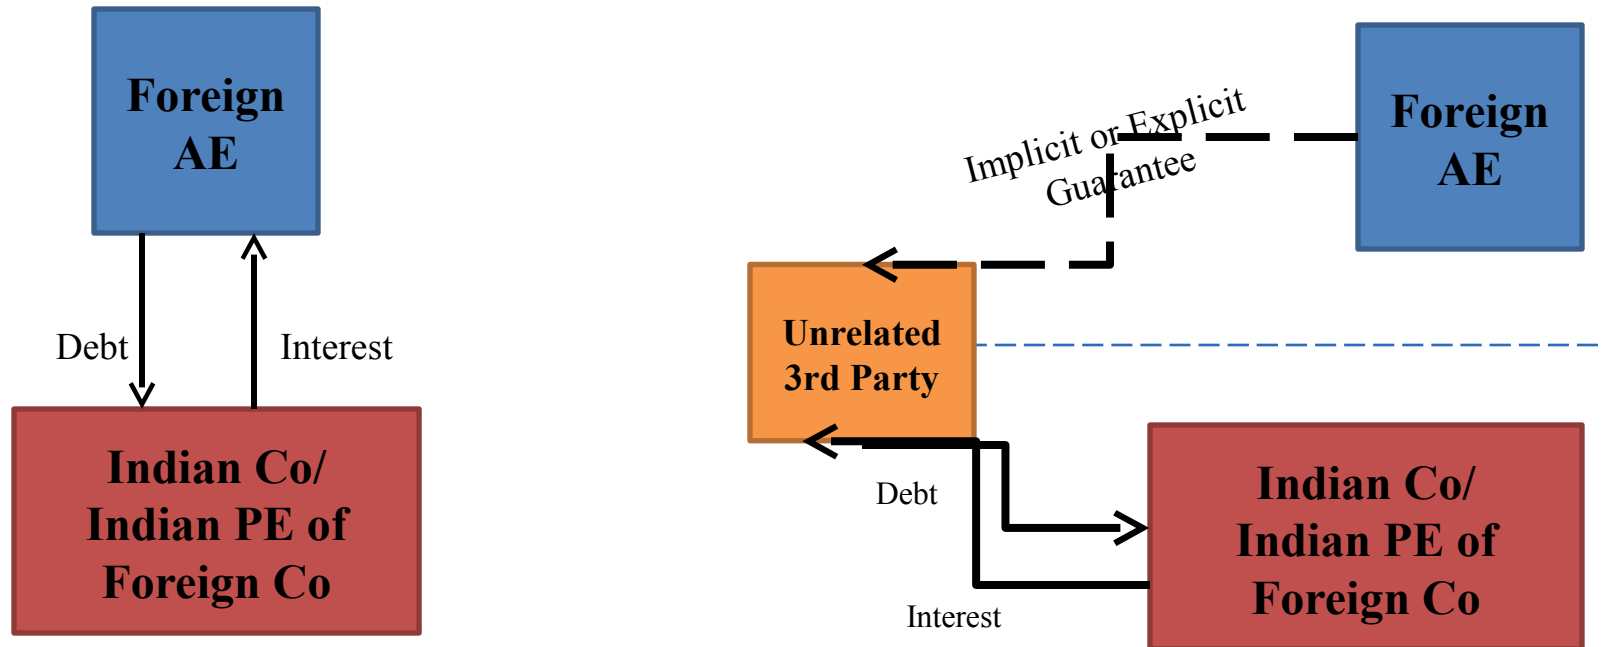 Foreign
AE
Debt
Interest
Indian Co/
Indian PE of
Foreign Co
Foreign
AE
Implicit or Explicit
Guarantee
Unrelated
3rd Party
Debt
Interest
Indian Co/
Indian PE of
Foreign Co